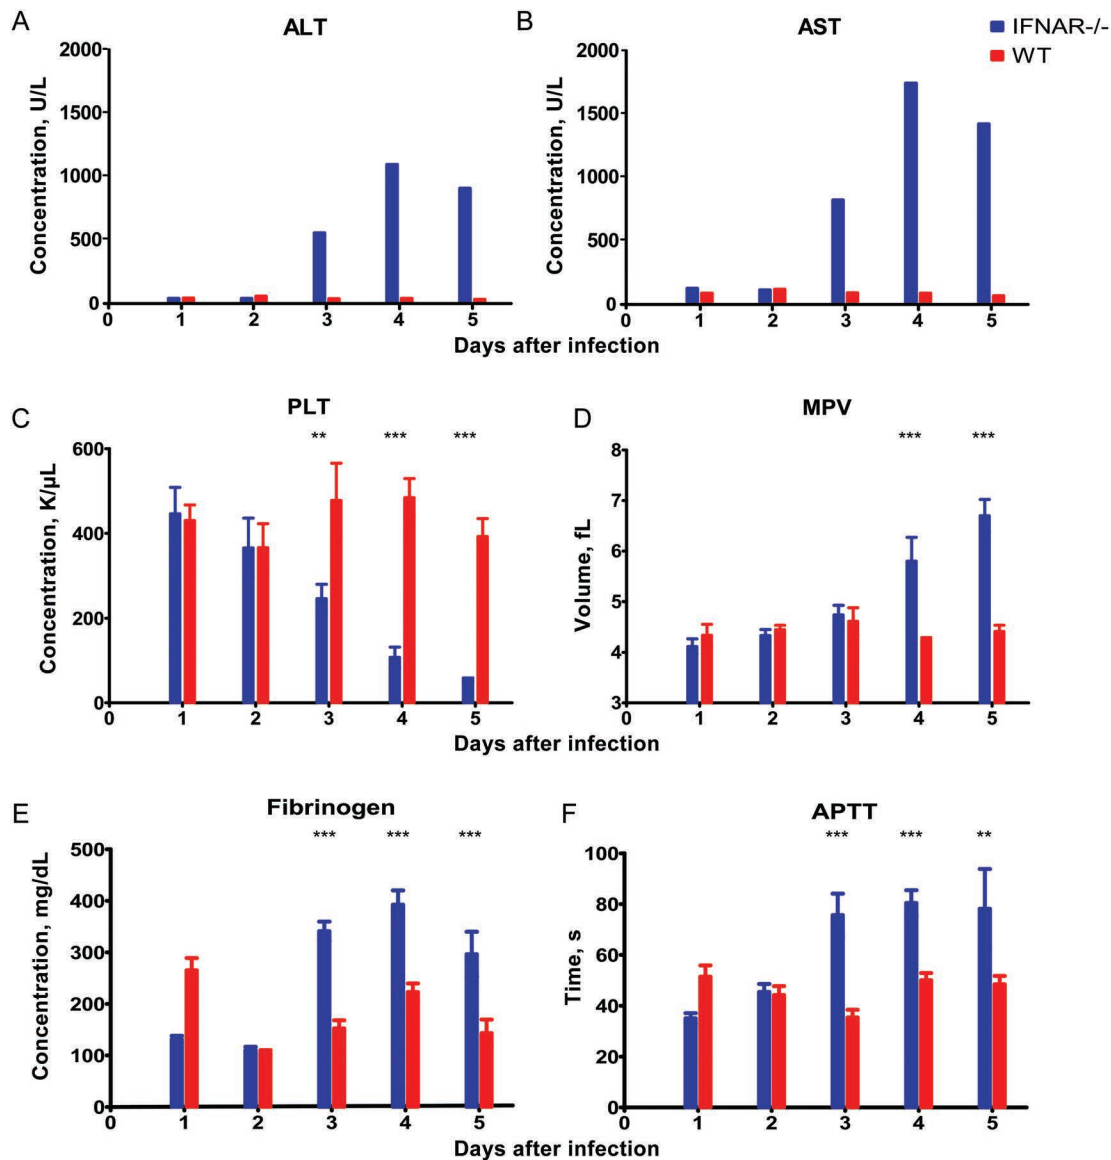 A
ALT
Concentration, U/L
2000
1500
1000
500
0
0 1 2 3 4 5
B
AST
IFNAR-/-
WT
Concentration, U/L
2000
1500
1000
500
0
0 1 2 3 4 5
Days after infection
C
PLT
** *** ***
Concentration, K/µL
600
400
200
0
0 1 2 3 4 5
D
MPV
*** ***
Volume, fL
8
7
6
5
4
3
0 1 2 3 4 5
Days after infection
E
Fibrinogen
*** *** ***
Concentration, mg/dL
500
400
300
200
100
0
0 1 2 3 4 5
F
APTT
*** *** **
Time, s
100
80
60
40
20
0
0 1 2 3 4 5
Days after infection